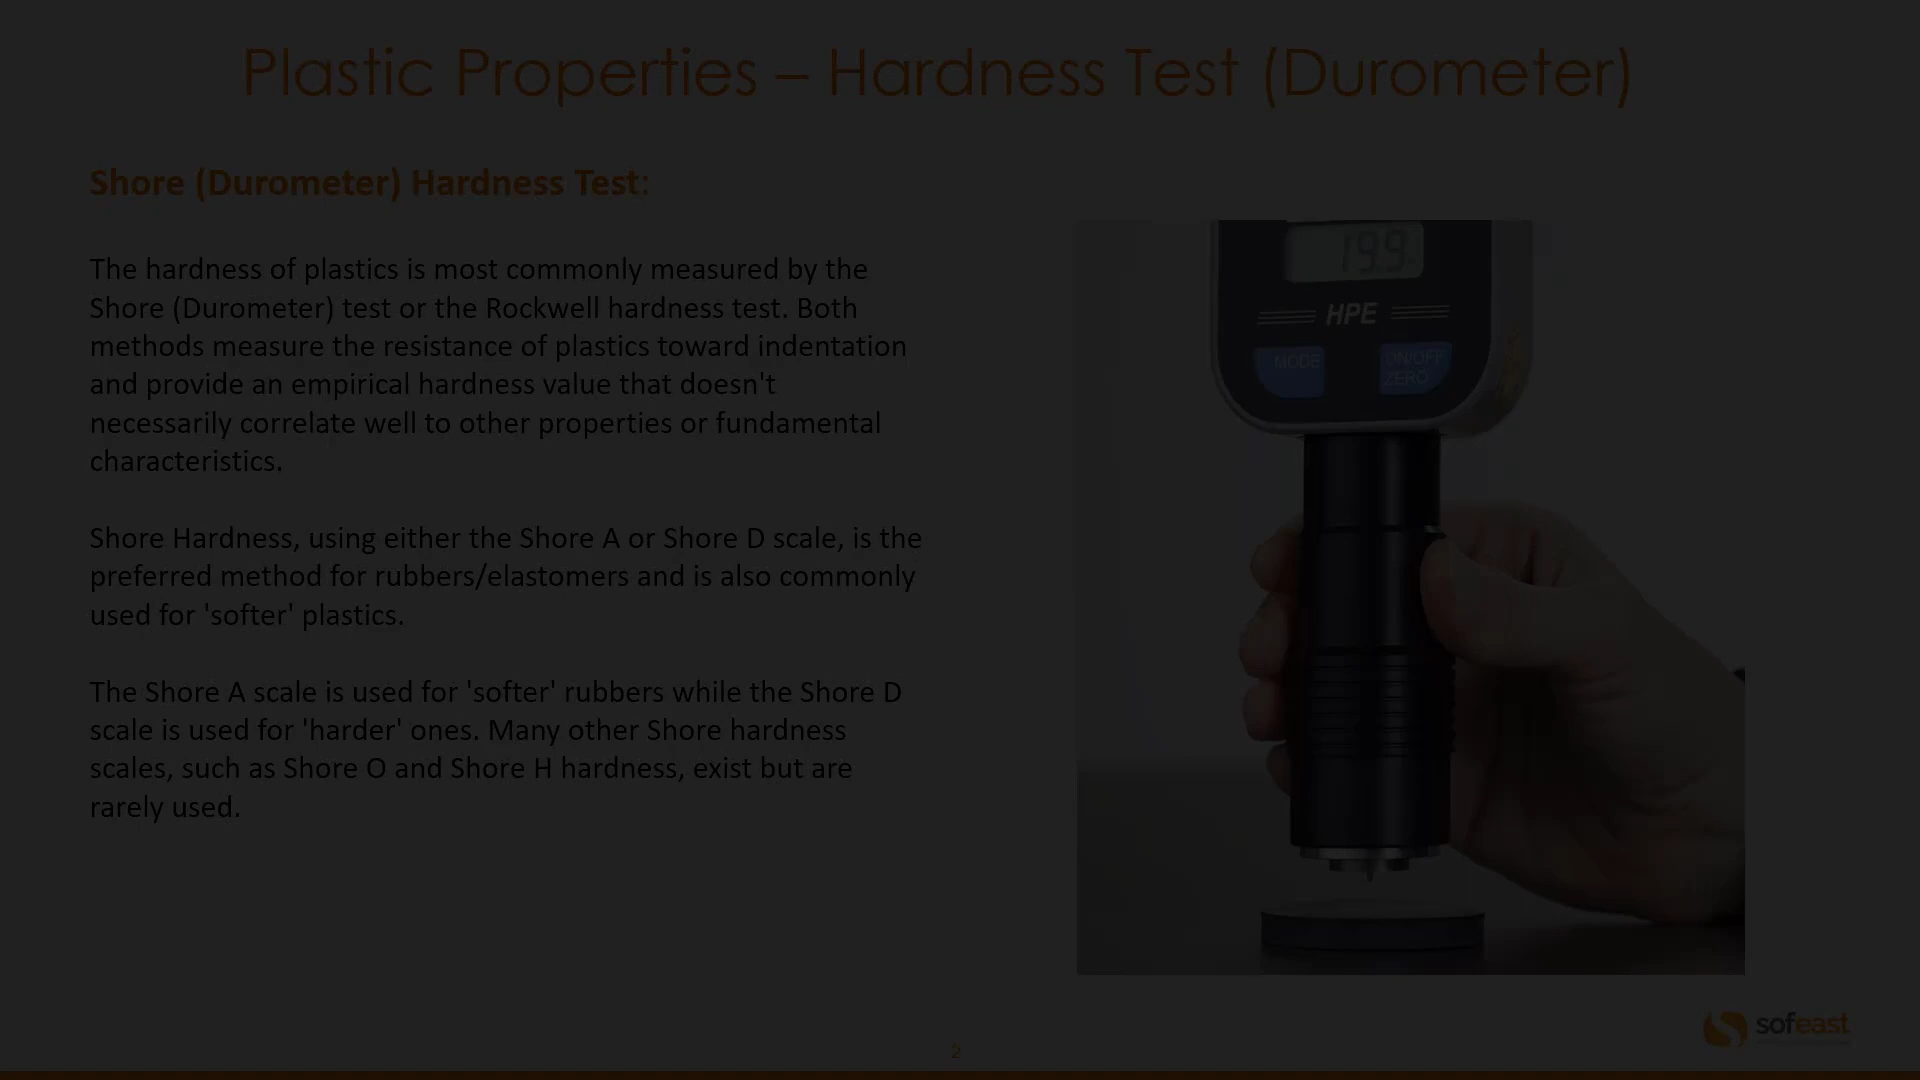 Plastic Properties – Hardness Test (Durometer)
Shore (Durometer) Hardness Test:
The hardness of plastics is most commonly measured by the
Shore (Durometer) test or the Rockwell hardness test. Both
methods measure the resistance of plastics toward indentation
and provide an empirical hardness value that doesn't
necessarily correlate well to other properties or fundamental
characteristics.
Shore Hardness, using either the Shore A or Shore D scale, is the
preferred method for rubbers/elastomers and is also commonly
used for 'softer' plastics.
The Shore A scale is used for 'softer' rubbers while the Shore D
scale is used for 'harder' ones. Many other Shore hardness
scales, such as Shore O and Shore H hardness, exist but are
rarely used.
19.9
HPE
MODE
ON/OFF
ZERO
sofeast
2